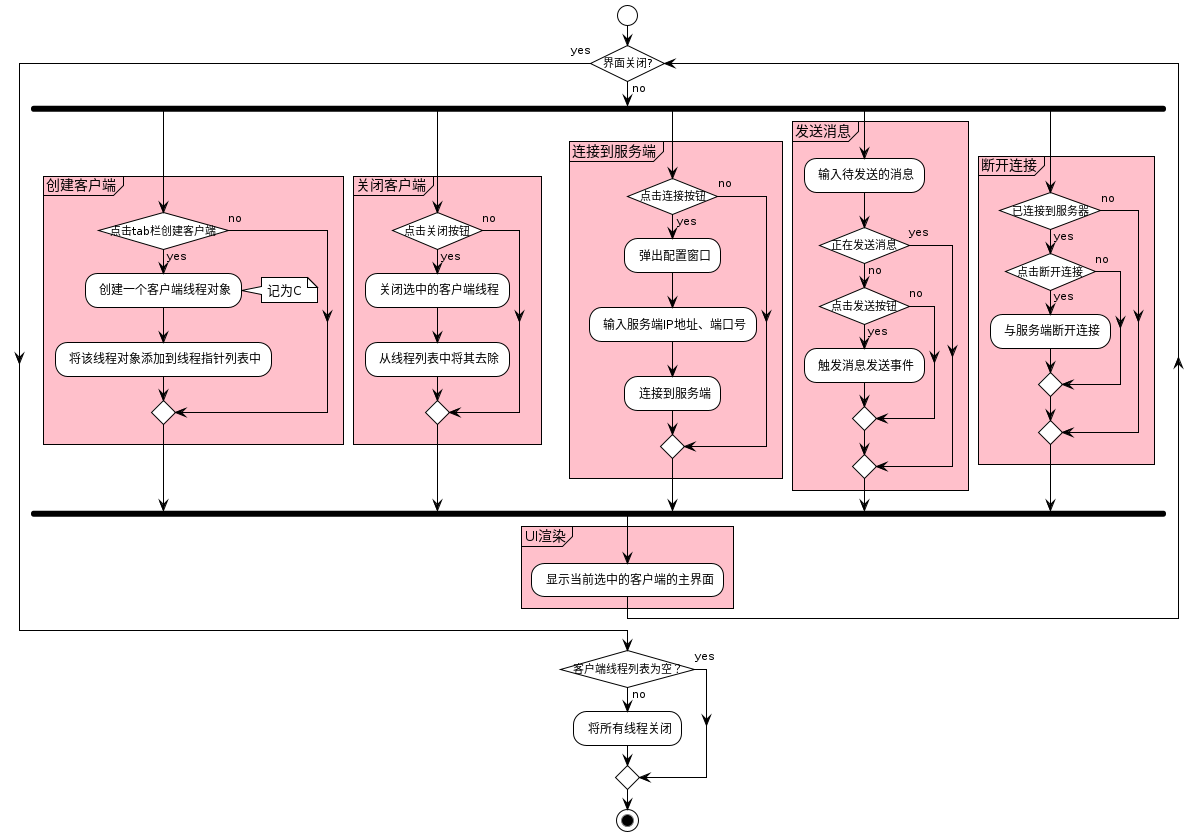 yes
界面关闭?
no
创建客户端
点击tab栏创建客户端
no
yes
创建一个客户端线程对象
记为C
将该线程对象添加到线程指针列表中
关闭客户端
点击关闭按钮
no
yes
关闭选中的客户端线程
从线程列表中将其去除
连接到服务端
点击连接按钮
no
yes
弹出配置窗口
输入服务端IP地址、端口号
连接到服务端
发送消息
输入待发送的消息
正在发送消息
yes
no
点击发送按钮
no
yes
触发消息发送事件
断开连接
已连接到服务器
no
yes
点击断开连接
no
yes
与服务端断开连接
UI渲染
显示当前选中的客户端的主界面
客户端线程列表为空？
yes
no
将所有线程关闭